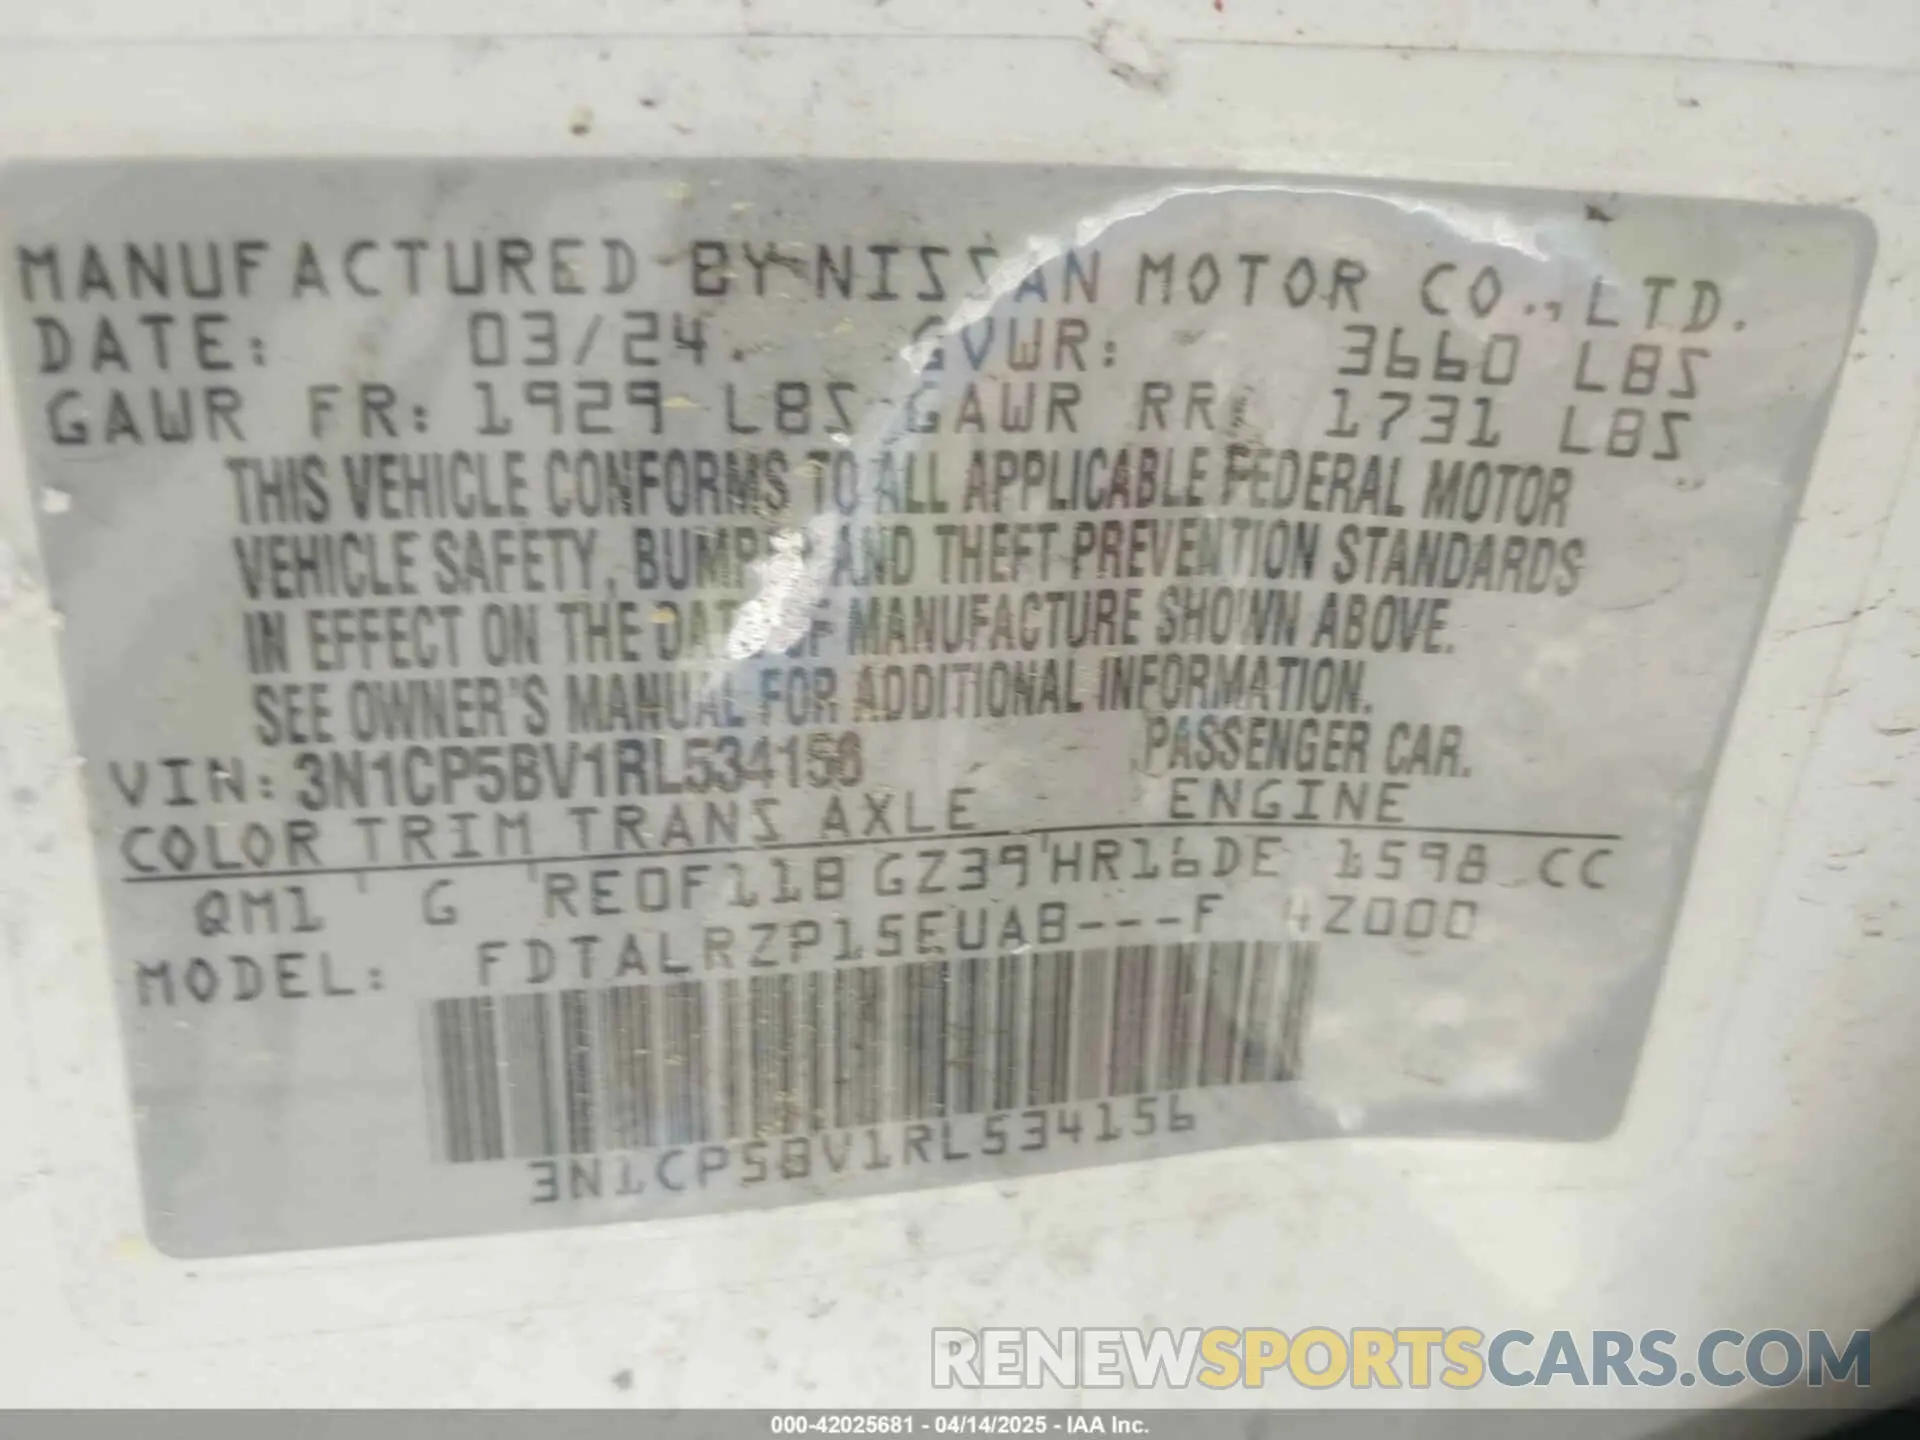 MANUFACTURED BY NISSAN MOTOR CO., LTD.
DATE: 03/24. GVWR: 3660 LBS
GAWR FR: 1929 LBS GAWR RR 1731 LBS
THIS VEHICLE CONFORMS TO ALL APPLICABLE FEDERAL MOTOR
VEHICLE SAFETY, BUMPER AND THEFT PREVENTION STANDARDS
IN EFFECT ON THE DATE OF MANUFACTURE SHOWN ABOVE.
SEE OWNER'S MANUAL FOR ADDITIONAL INFORMATION.
VIN: 3N1CP5BV1RL534156 PASSENGER CAR.
COLOR TRIM TRANS AXLE ENGINE
QM1 G RE0F11B GZ39 HR16DE 1598 CC
MODEL: FDTALRZP15EUAB---F 4Z000
3N1CP5BV1RL534156
RENEWSPORTSCARS.COM
000-42025681 - 04/14/2025 - IAA Inc.